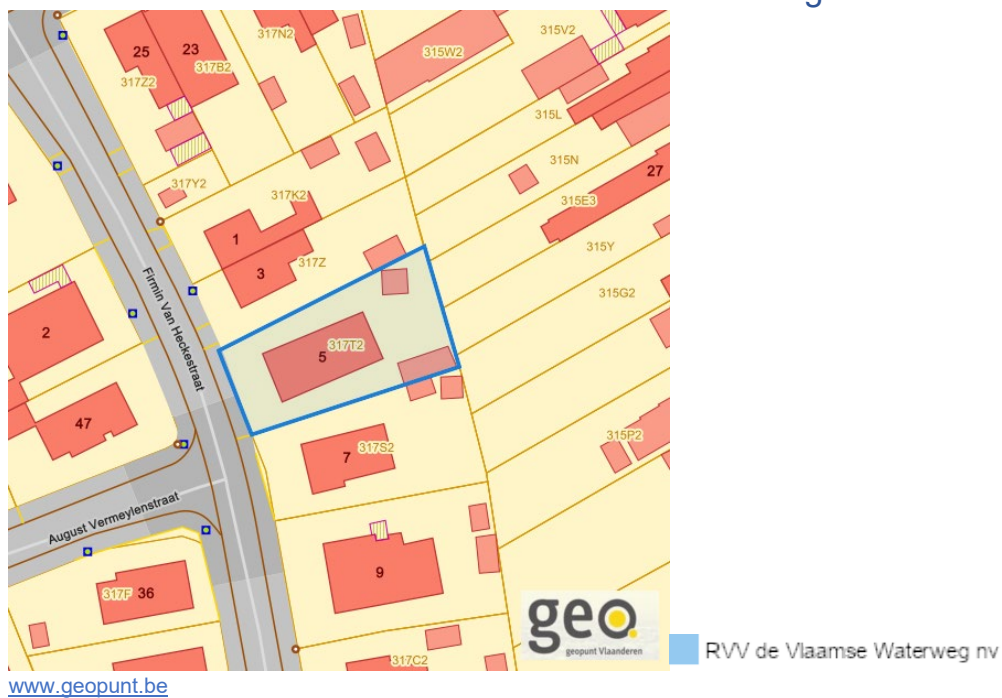 g
317N2
315V2
25
23
315W2
317Z2
317B2
315L
315N
27
317Y2
317K2
315E3
1
315Y
3
317Z
Firmin Van Heckestraat
315G2
2
5
317T2
47
315P2
7
317S2
August Vermeylenstraat
9
317F
36
geo
geopunt Vlaanderen
RVV de Vlaamse Waterweg nv
317C2
www.geopunt.be